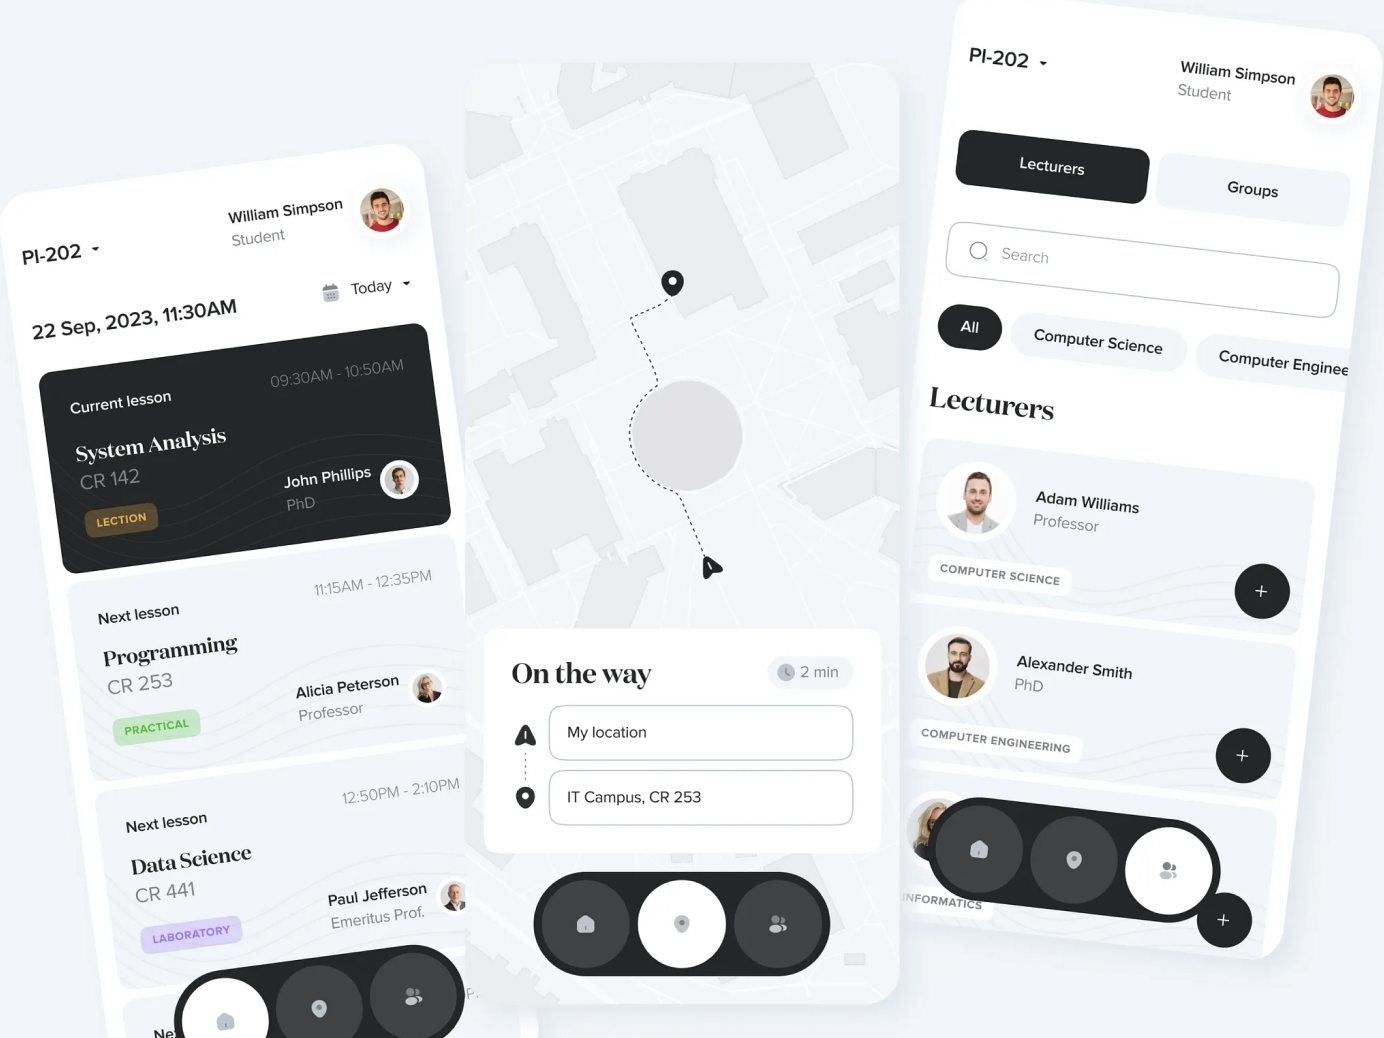 PI-202
William Simpson
Student
22 Sep, 2023, 11:30AM
Today
Current lesson
09:30AM - 10:50AM
System Analysis
CR 142
LECTION
John Phillips
PhD
Next lesson
11:15AM - 12:35PM
Programming
CR 253
PRACTICAL
Alicia Peterson
Professor
Next lesson
12:50PM - 2:10PM
Data Science
CR 441
LABORATORY
Paul Jefferson
Emeritus Prof.
On the way
2 min
My location
IT Campus, CR 253
PI-202
William Simpson
Student
Lecturers
Groups
Search
All
Computer Science
Computer Enginee
Lecturers
Adam Williams
Professor
COMPUTER SCIENCE
Alexander Smith
PhD
COMPUTER ENGINEERING
NFORMATICS